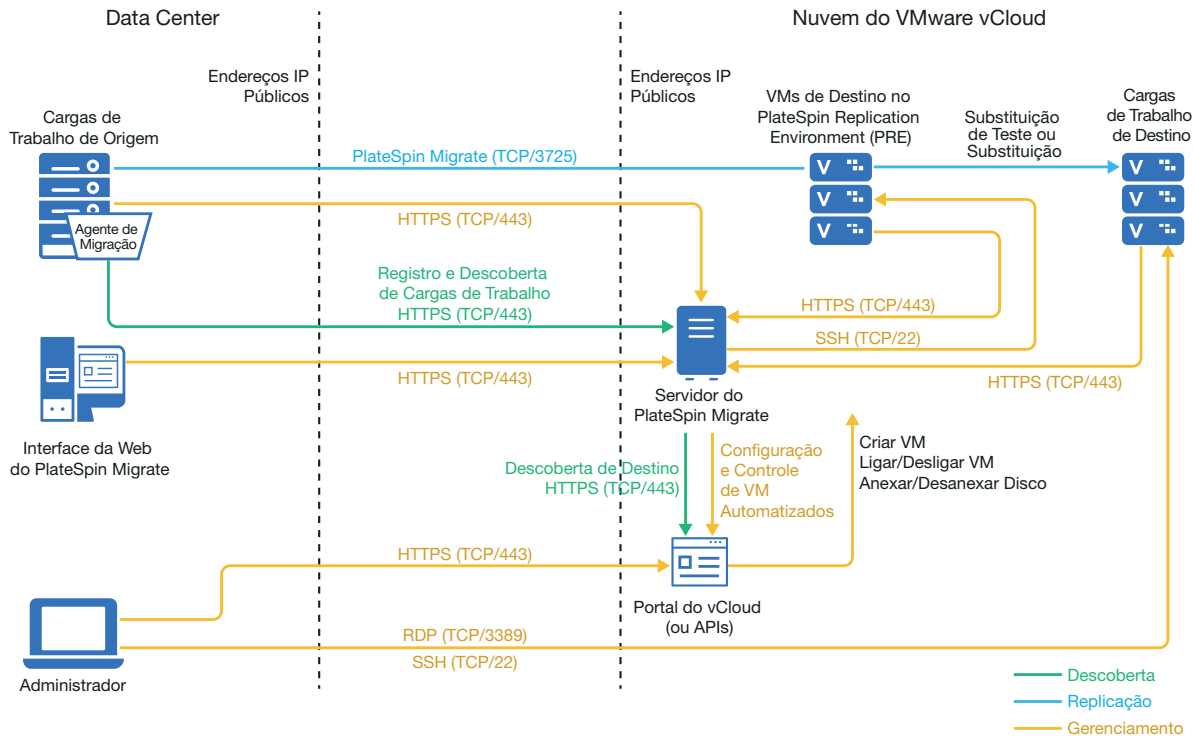 Data Center
Nuvem do VMware vCloud
Endereços IP
Públicos
Endereços IP
Públicos
Cargas de
Trabalho de Origem
VMs de Destino no
PlateSpin Replication
Environment (PRE)
Substituição
de Teste ou
Substituição
Cargas
de Trabalho
de Destino
PlateSpin Migrate (TCP/3725)
V
V
V
V
V
V
HTTPS (TCP/443)
Agente de
Migração
Registro e Descoberta
de Cargas de Trabalho
HTTPS (TCP/443)
HTTPS (TCP/443)
SSH (TCP/22)
HTTPS (TCP/443)
HTTPS (TCP/443)
Interface da Web
do PlateSpin Migrate
Servidor do
PlateSpin Migrate
Descoberta de Destino
HTTPS (TCP/443)
Configuração
e Controle
de VM
Automatizados
Criar VM
Ligar/Desligar VM
Anexar/Desanexar Disco
HTTPS (TCP/443)
Portal do vCloud
(ou APIs)
RDP (TCP/3389)
SSH (TCP/22)
Administrador
Descoberta
Replicação
Gerenciamento